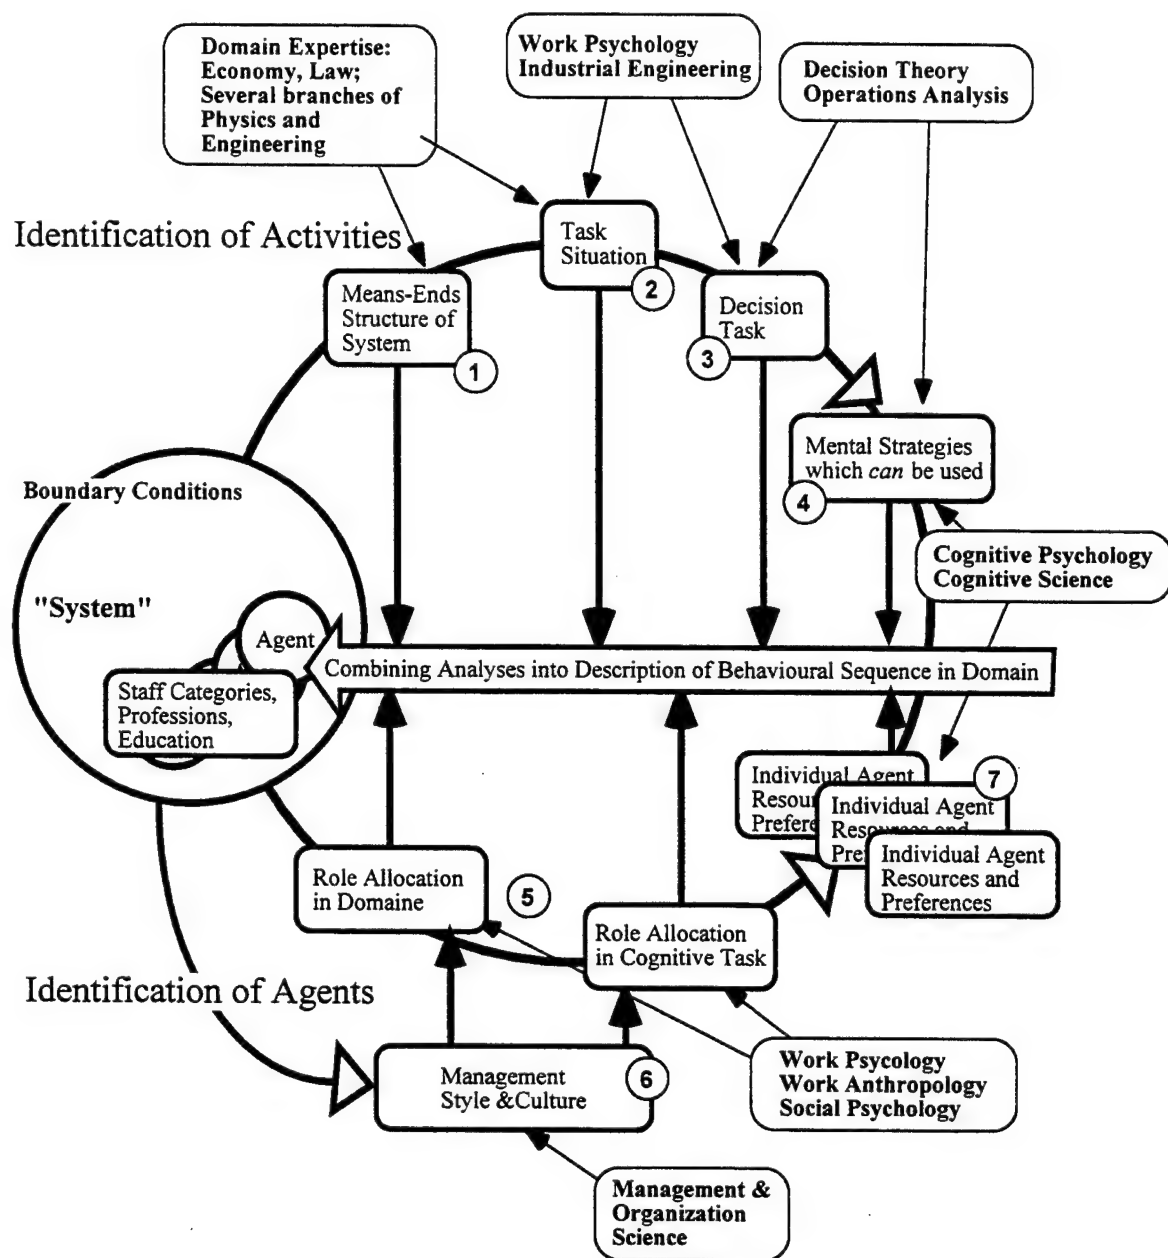 Domain Expertise:
Economy, Law;
Several branches of
Physics and
Engineering
Work Psychology
Industrial Engineering
Decision Theory
Operations Analysis
Identification of Activities
Task
Situation
2
Means-Ends
Structure of
System
1
Decision
Task
3
Mental Strategies
which can be used
4
Boundary Conditions
"System"
Agent
Staff Categories,
Professions,
Education
Cognitive Psychology
Cognitive Science
Combining Analyses into Description of Behavioural Sequence in Domain
Individual Agent
Resour
Prefere
7
Individual Agent
Resources and
Pref
Individual Agent
Resources and
Preferences
Role Allocation
in Domaine
5
Role Allocation
in Cognitive Task
Identification of Agents
Management
Style &Culture
6
Work Psycology
Work Anthropology
Social Psychology
Management &
Organization
Science